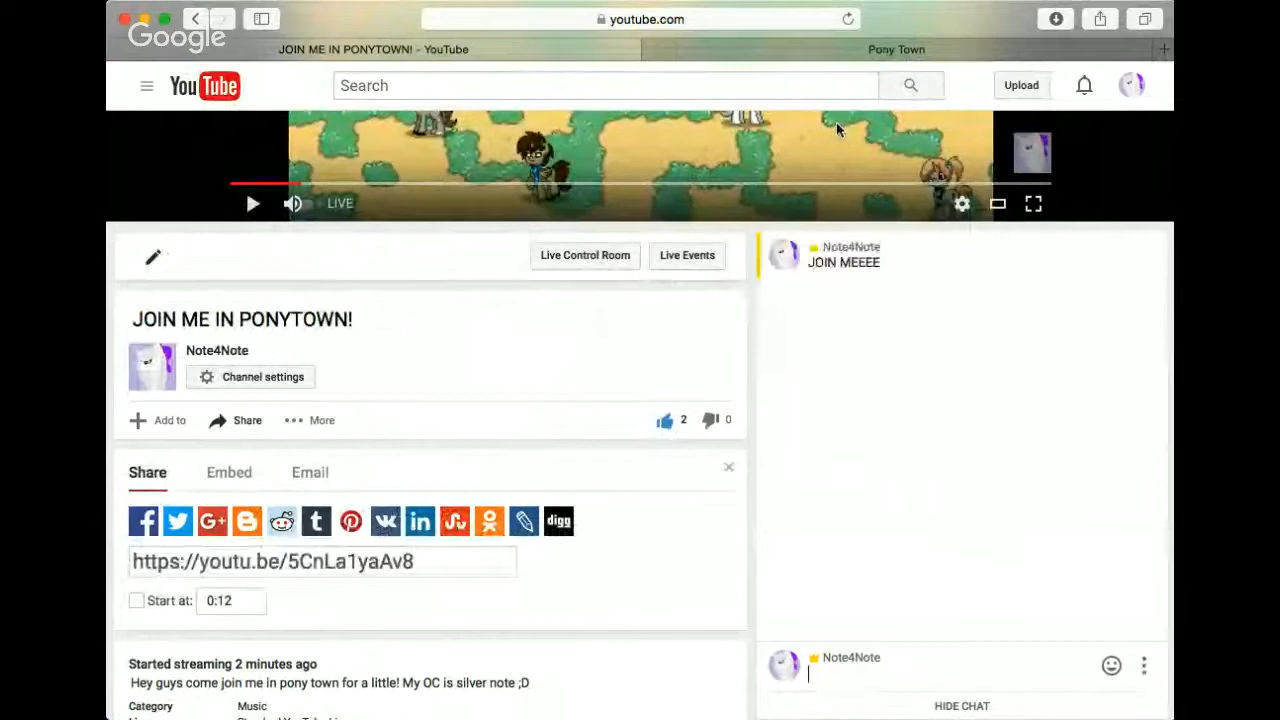 Google
youtube.com
JOIN ME IN PONYTOWN! - YouTube
Pony Town
YouTube
Search
Upload
LIVE
Live Control Room
Live Events
Note4Note
JOIN MEEEE
JOIN ME IN PONYTOWN!
Note4Note
Channel settings
Add to
Share
More
2
0
Share
Embed
Email
digg
https://youtu.be/5CnLa1yaAv8
Start at:
0:12
Started streaming 2 minutes ago
Hey guys come join me in pony town for a little! My OC is silver note ;D
Category
Music
Note4Note
HIDE CHAT